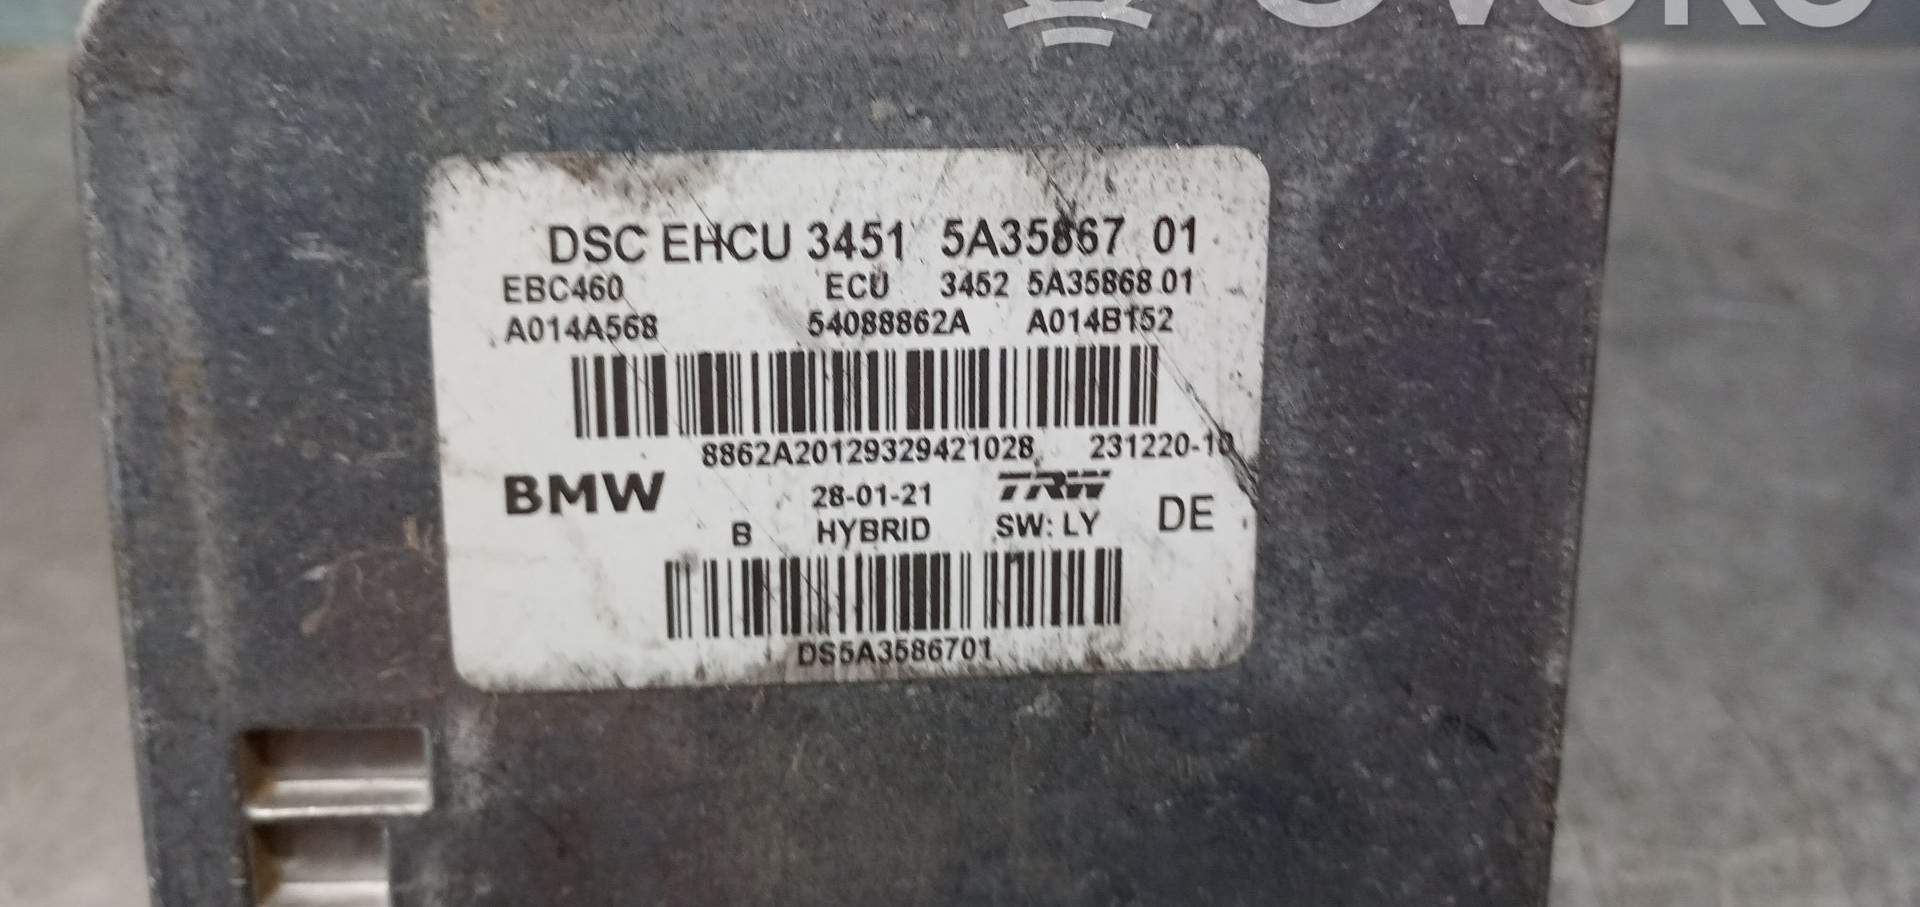 DSC EHCU 3451 5A35867 01
EBC460 ECU 3452 5A35868 01
A014A568 54088862A A014B152
8862A20129329421028 231220-10
BMW 28-01-21 TRW DE
B HYBRID SW: LY
DS5A3586701